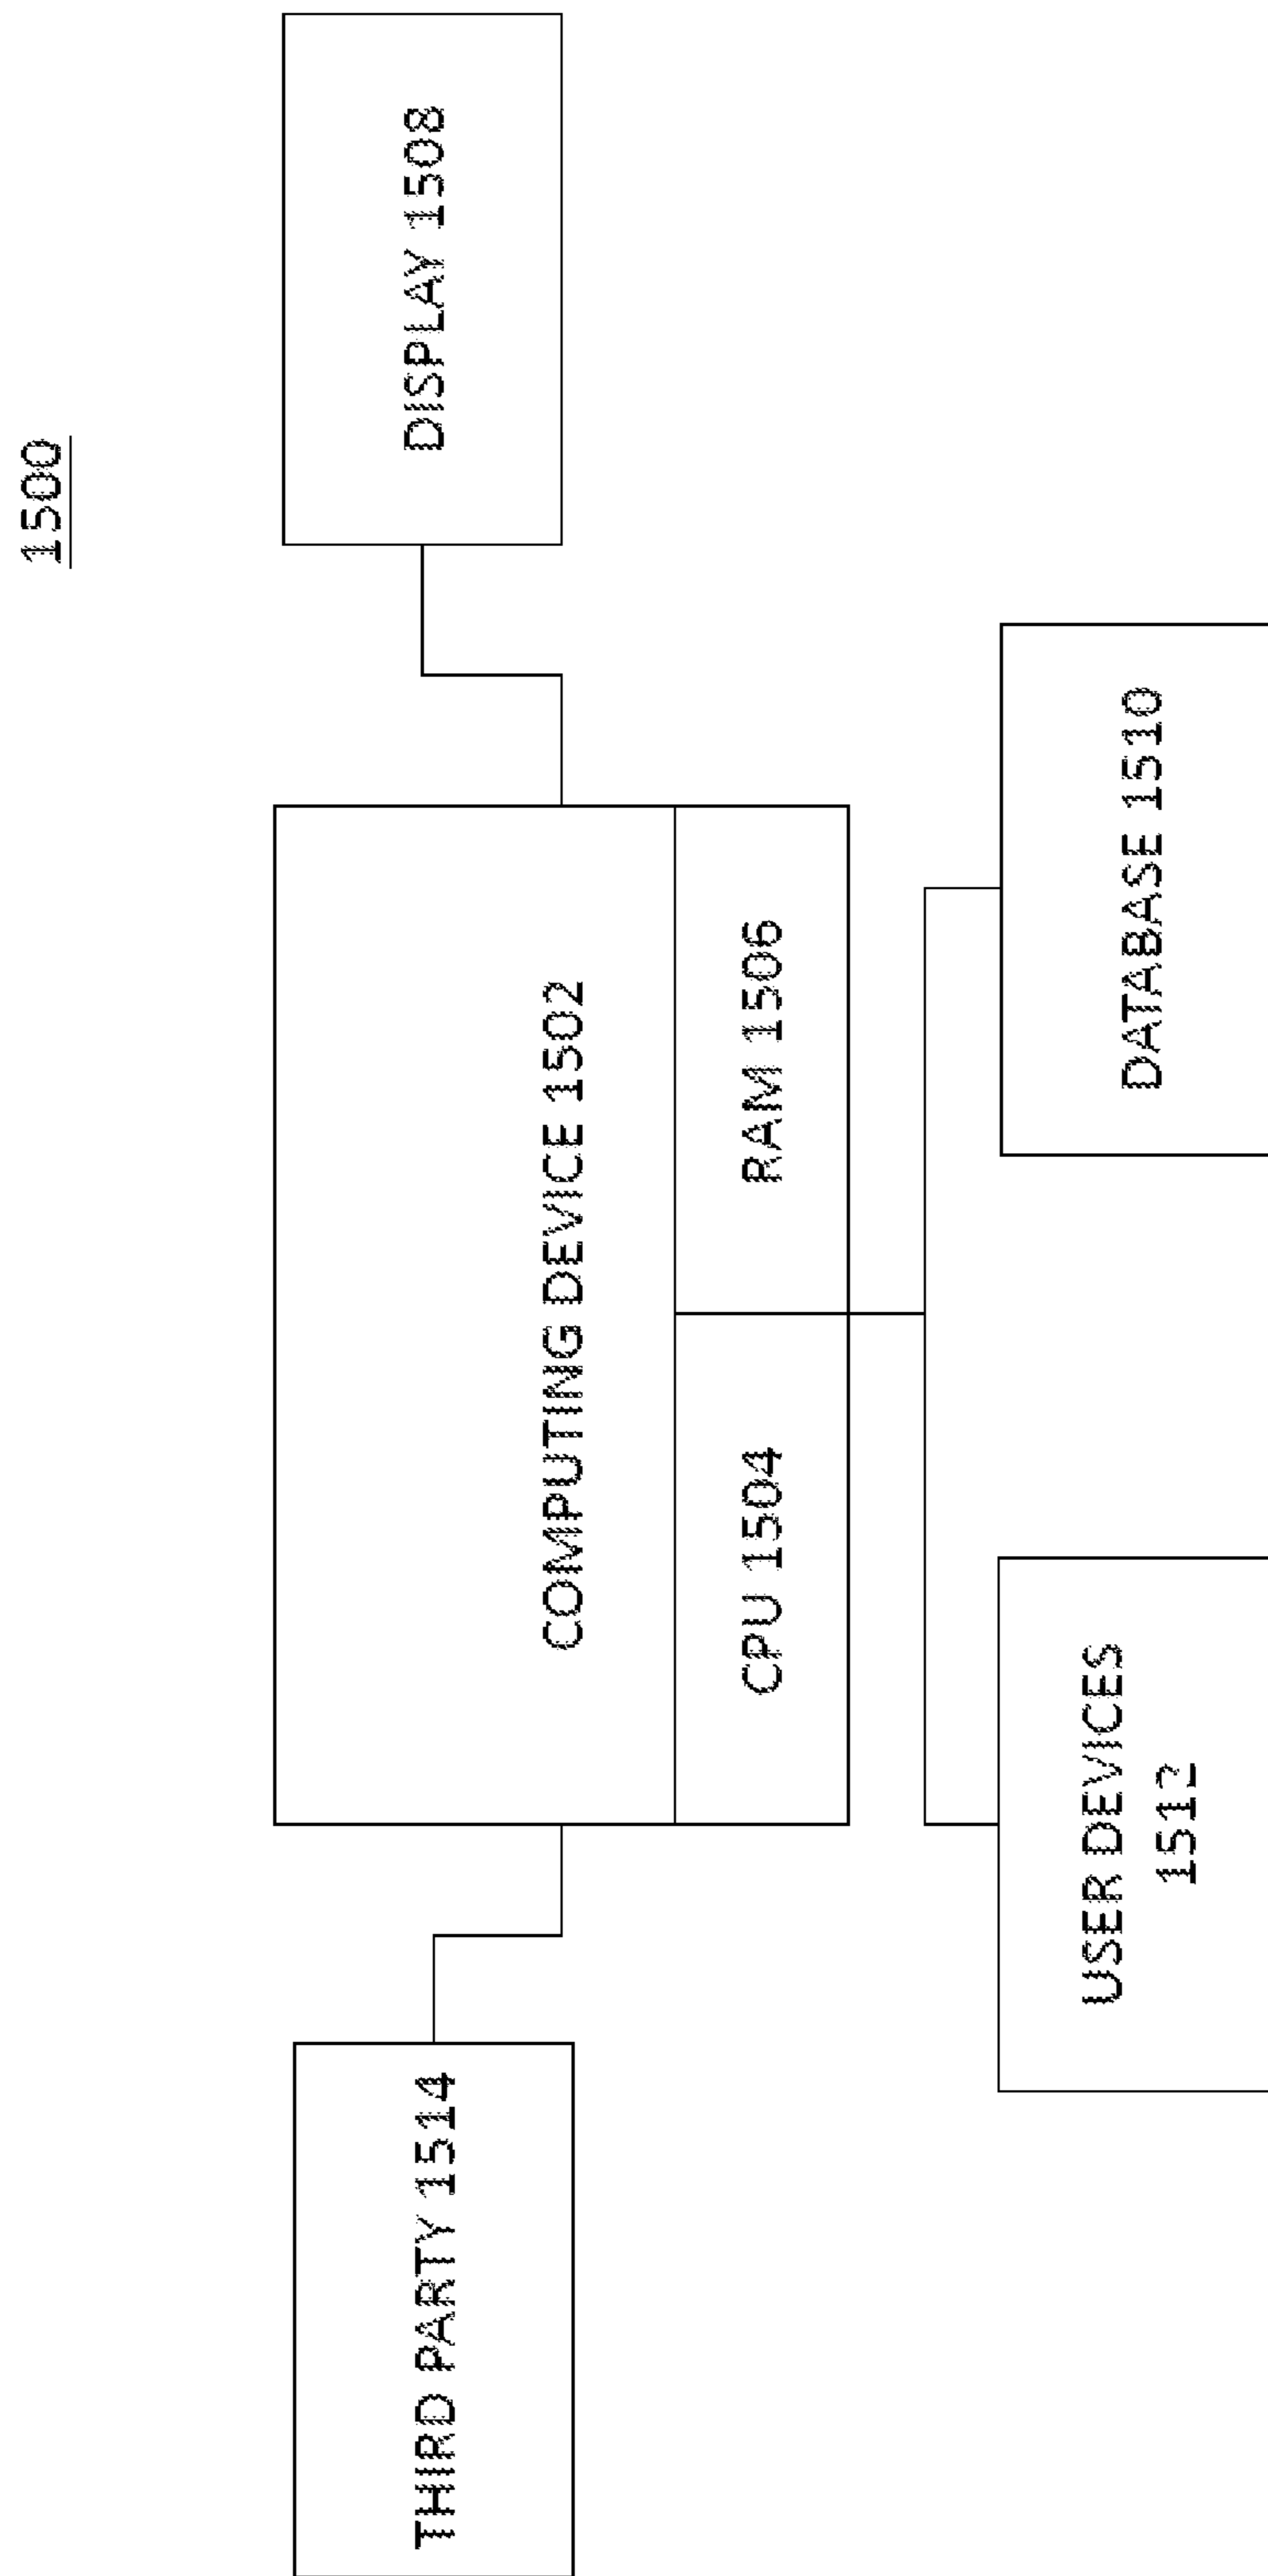 1500
THIRD PARTY 1514
COMPUTING DEVICE 1502
DISPLAY 1508
CPU 1504
RAM 1506
USER DEVICES
1512
DATABASE 1510